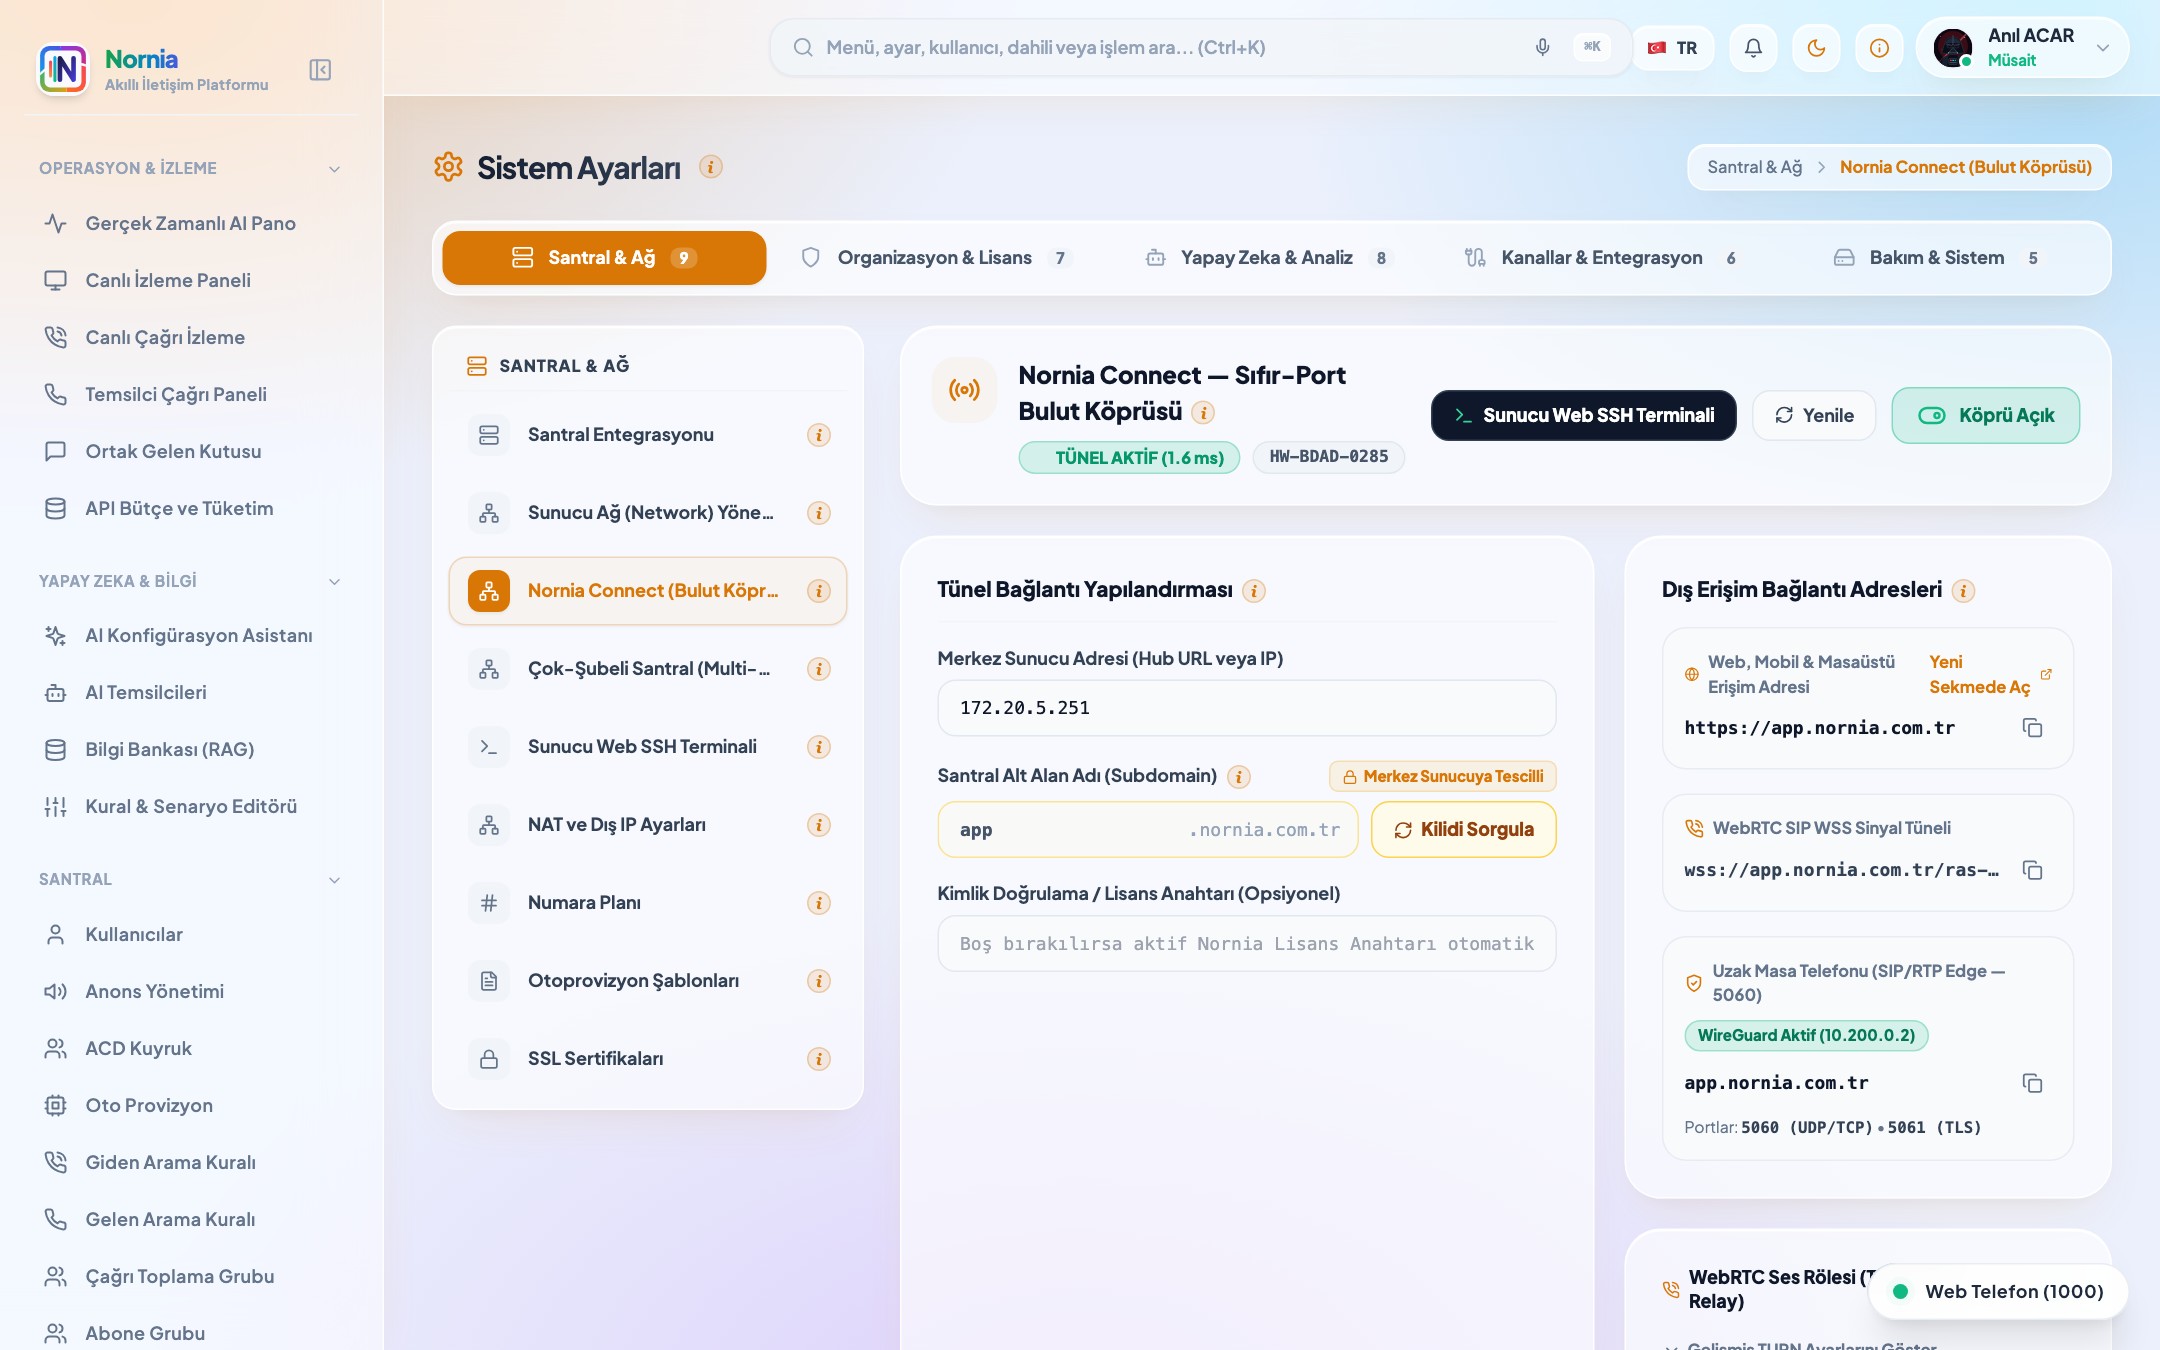 Nornia
Akıllı İletişim Platformu
Menü, ayar, kullanıcı, dahili veya işlem ara... (Ctrl+K)
⌘K
TR
Anıl ACAR
Müsait
OPERASYON & İZLEME
Gerçek Zamanlı AI Pano
Canlı İzleme Paneli
Canlı Çağrı İzleme
Temsilci Çağrı Paneli
Ortak Gelen Kutusu
API Bütçe ve Tüketim
YAPAY ZEKA & BİLGİ
AI Konfigürasyon Asistanı
AI Temsilcileri
Bilgi Bankası (RAG)
Kural & Senaryo Editörü
SANTRAL
Kullanıcılar
Anons Yönetimi
ACD Kuyruk
Oto Provizyon
Giden Arama Kuralı
Gelen Arama Kuralı
Çağrı Toplama Grubu
Abone Grubu
Sistem Ayarları
Santral & Ağ > Nornia Connect (Bulut Köprüsü)
Santral & Ağ 9
Organizasyon & Lisans 7
Yapay Zeka & Analiz 8
Kanallar & Entegrasyon 6
Bakım & Sistem 5
SANTRAL & AĞ
Santral Entegrasyonu
Sunucu Ağ (Network) Yöne...
Nornia Connect (Bulut Köpr...
Çok-Şubeli Santral (Multi-...
Sunucu Web SSH Terminali
NAT ve Dış IP Ayarları
Numara Planı
Otoprovizyon Şablonları
SSL Sertifikaları
Nornia Connect — Sıfır-Port
Bulut Köprüsü
TÜNEL AKTİF (1.6 ms)
HW-BDAD-0285
Sunucu Web SSH Terminali
Yenile
Köprü Açık
Tünel Bağlantı Yapılandırması
Merkez Sunucu Adresi (Hub URL veya IP)
172.20.5.251
Santral Alt Alan Adı (Subdomain)
Merkez Sunucuya Tescilli
app
.nornia.com.tr
Kilidi Sorgula
Kimlik Doğrulama / Lisans Anahtarı (Opsiyonel)
Boş bırakılırsa aktif Nornia Lisans Anahtarı otomatik
Dış Erişim Bağlantı Adresleri
Web, Mobil & Masaüstü
Erişim Adresi
Yeni
Sekmede Aç
https://app.nornia.com.tr
WebRTC SIP WSS Sinyal Tüneli
wss://app.nornia.com.tr/ras-...
Uzak Masa Telefonu (SIP/RTP Edge —
5060)
WireGuard Aktif (10.200.0.2)
app.nornia.com.tr
Portlar: 5060 (UDP/TCP) • 5061 (TLS)
WebRTC Ses Rölesi (
Relay)
Web Telefon (1000)
Gelişmiş TURN Ayarlarını Göster